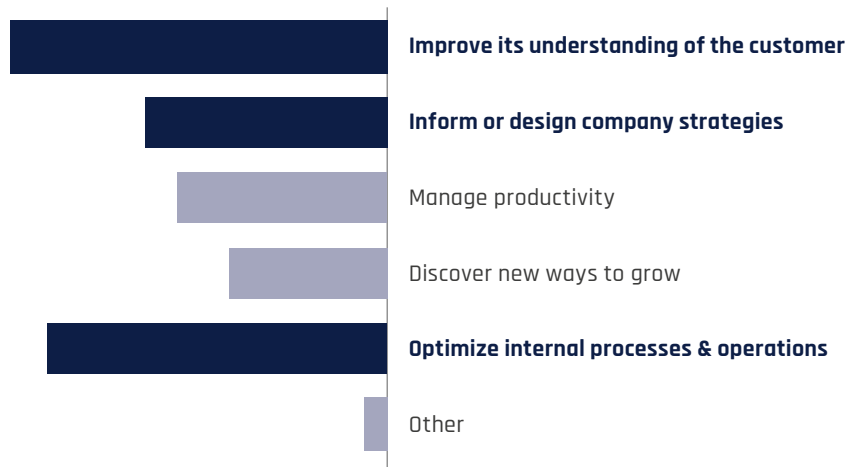 Improve its understanding of the customer
Inform or design company strategies
Manage productivity
Discover new ways to grow
Optimize internal processes & operations
Other